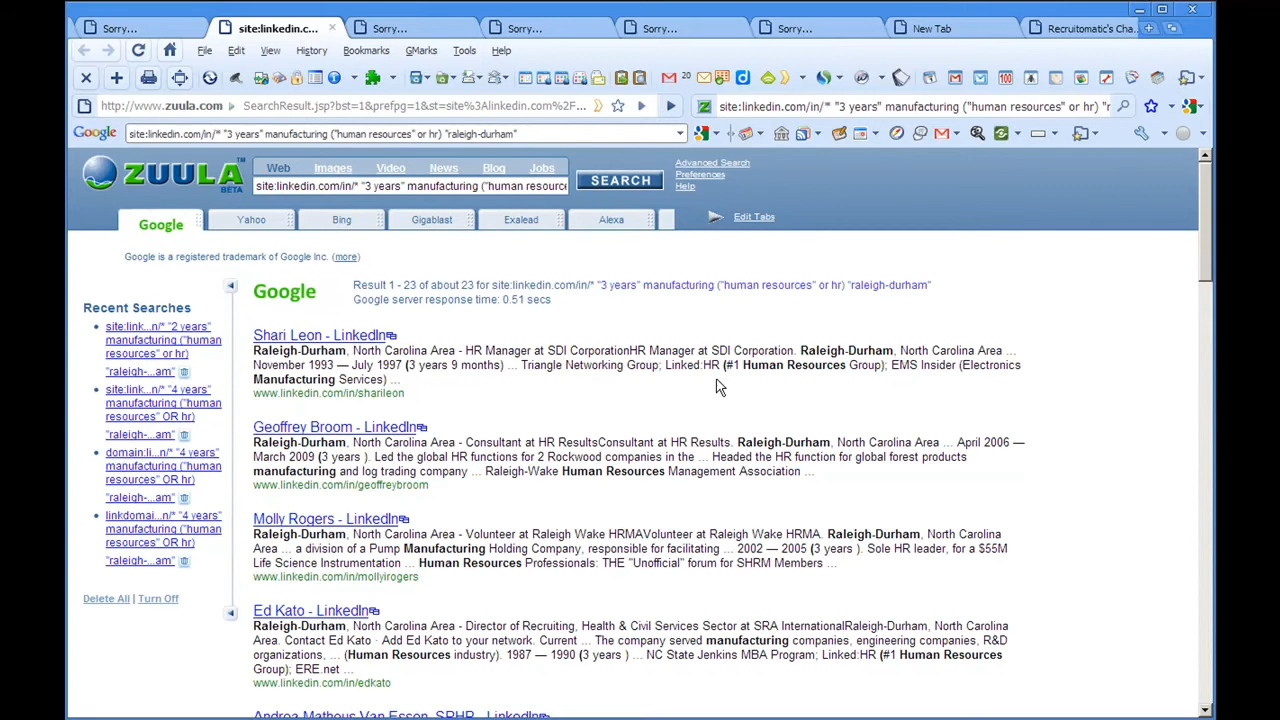 Sorry...
site:linkedin.c...
Sorry...
Sorry...
Sorry...
Sorry...
New Tab
Recruitomatic's Cha...
File Edit View History Bookmarks GMarks Tools Help
20
100
http://www.zuula.com SearchResult.jsp?bst=1&prefpg=1&st=site%3Alinkedin.com%2F...
site:linkedin.com/in/* "3 years" manufacturing ("human resources" or hr) "r
Google
site:linkedin.com/in/* "3 years" manufacturing ("human resources" or hr) "raleigh-durham"
ZUULA
BETA
Web Images Video News Blog Jobs
site:linkedin.com/in/* "3 years" manufacturing ("human resource
SEARCH
Advanced Search
Preferences
Help
Google Yahoo Bing Gigablast Exalead Alexa
Edit Tabs
Google is a registered trademark of Google Inc. (more)
Recent Searches
site:link...n/* "2 years"
manufacturing ("human
resources" or hr)
"raleigh-...am"
site:link...n/* "4 years"
manufacturing ("human
resources" OR hr)
"raleigh-...am"
domain:li...n/* "4 years"
manufacturing ("human
resources" OR hr)
"raleigh-...am"
linkdomai...n/* "4 years"
manufacturing ("human
resources" OR hr)
"raleigh-...am"
Delete All | Turn Off
Google
Result 1 - 23 of about 23 for site:linkedin.com/in/* "3 years" manufacturing ("human resources" or hr) "raleigh-durham"
Google server response time: 0.51 secs
Shari Leon - LinkedIn
Raleigh-Durham, North Carolina Area - HR Manager at SDI CorporationHR Manager at SDI Corporation. Raleigh-Durham, North Carolina Area ...
November 1993 — July 1997 (3 years 9 months) ... Triangle Networking Group; Linked:HR (#1 Human Resources Group); EMS Insider (Electronics
Manufacturing Services) ...
www.linkedin.com/in/sharileon
Geoffrey Broom - LinkedIn
Raleigh-Durham, North Carolina Area - Consultant at HR ResultsConsultant at HR Results. Raleigh-Durham, North Carolina Area ... April 2006 —
March 2009 (3 years ). Led the global HR functions for 2 Rockwood companies in the ... Headed the HR function for global forest products
manufacturing and log trading company ... Raleigh-Wake Human Resources Management Association ...
www.linkedin.com/in/geoffreybroom
Molly Rogers - LinkedIn
Raleigh-Durham, North Carolina Area - Volunteer at Raleigh Wake HRMAVolunteer at Raleigh Wake HRMA. Raleigh-Durham, North Carolina
Area ... a division of a Pump Manufacturing Holding Company, responsible for facilitating ... 2002 — 2005 (3 years ). Sole HR leader, for a $55M
Life Science Instrumentation ... Human Resources Professionals: THE "Unofficial" forum for SHRM Members ...
www.linkedin.com/in/mollyirogers
Ed Kato - LinkedIn
Raleigh-Durham, North Carolina Area - Director of Recruiting, Health & Civil Services Sector at SRA InternationalRaleigh-Durham, North Carolina
Area. Contact Ed Kato · Add Ed Kato to your network. Current ... The company served manufacturing companies, engineering companies, R&D
organizations, ... (Human Resources industry). 1987 — 1990 (3 years ) ... NC State Jenkins MBA Program; Linked:HR (#1 Human Resources
Group); ERE.net ...
www.linkedin.com/in/edkato
Andrea Matheus Van Essen, SPHR - LinkedIn